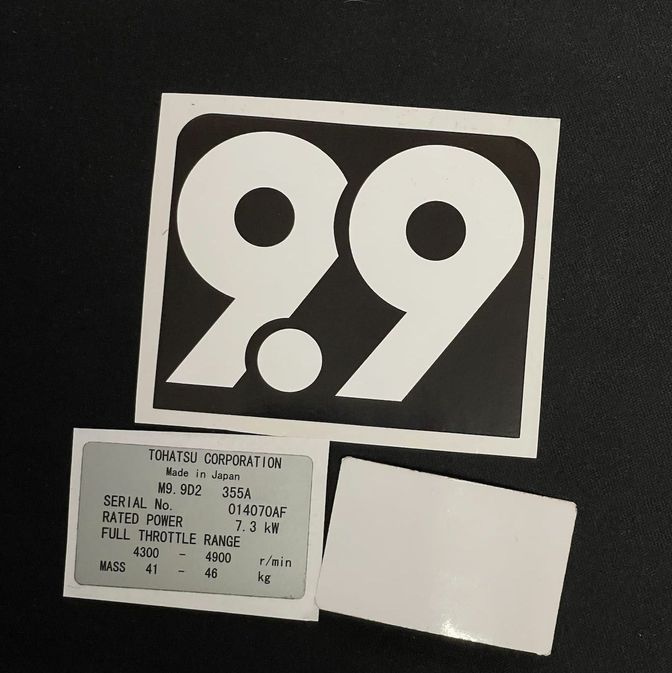 9.9
TOHATSU CORPORATION
Made in Japan
M9.9D2 355A
SERIAL No. 014070AF
RATED POWER 7.3 kW
FULL THROTTLE RANGE
4300 - 4900 r/min
MASS 41 - 46 kg